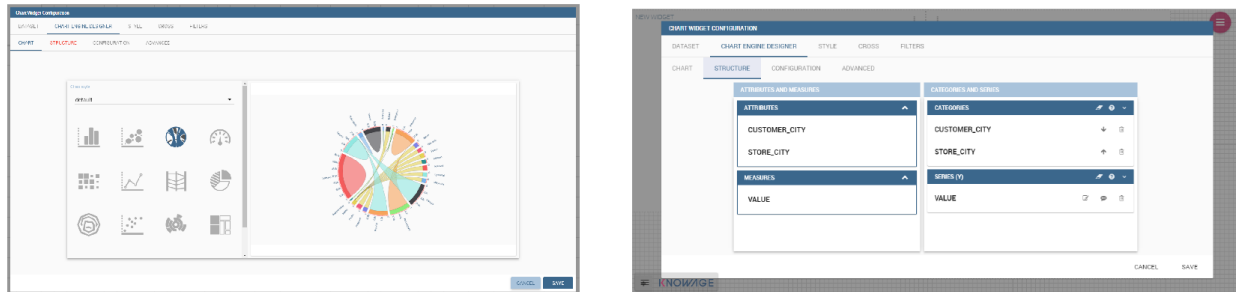 Chart Widget Configuration
DATASET CHART ENGINE DESIGNER STYLE CROSS FILTERS
CHART STRUCTURE CONFIGURATION ADVANCED
default
CANCEL SAVE
NEW WIDGET
CHART WIDGET CONFIGURATION
DATASET CHART ENGINE DESIGNER STYLE CROSS FILTERS
CHART STRUCTURE CONFIGURATION ADVANCED
ATTRIBUTES AND MEASURES CATEGORIES AND SERIES
ATTRIBUTES CATEGORIES
CUSTOMER_CITY CUSTOMER_CITY
STORE_CITY STORE_CITY
MEASURES SERIES (Y)
VALUE VALUE
CANCEL SAVE
KNOWAGE